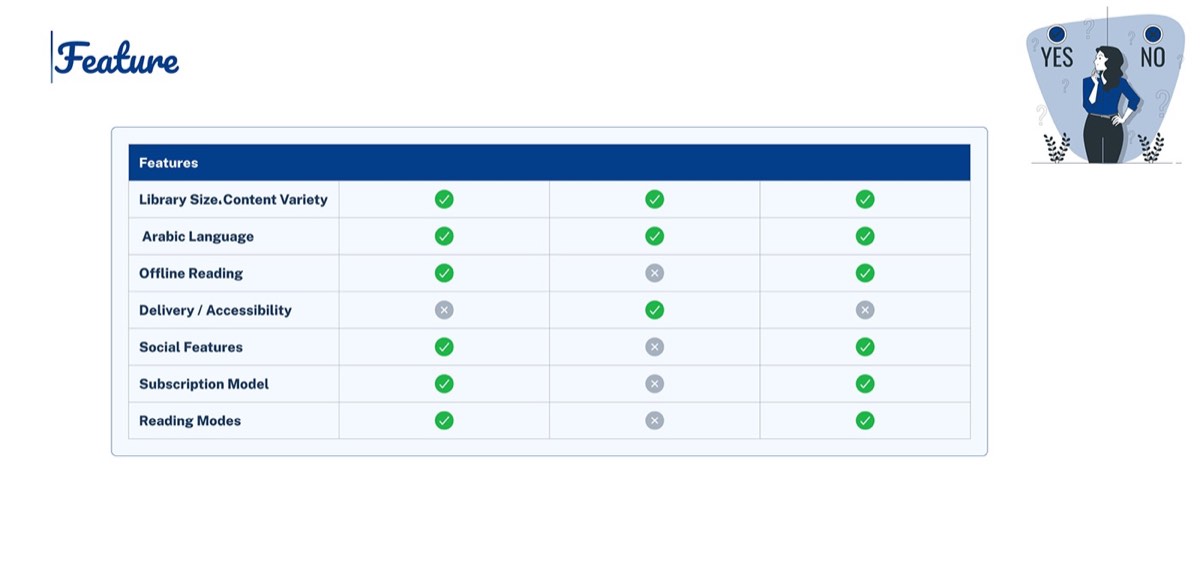 Feature
YES
NO
Features
Library Size،Content Variety
Arabic Language
Offline Reading
Delivery / Accessibility
Social Features
Subscription Model
Reading Modes